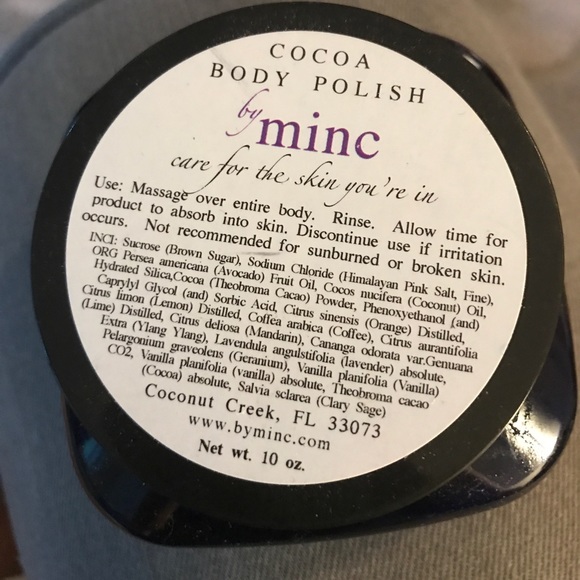 COCOA
BODY POLISH
by minc
care for the skin you're in
Use: Massage over entire body. Rinse. Allow time for
product to absorb into skin. Discontinue use if irritation
occurs. Not recommended for sunburned or broken skin.
INCI: Sucrose (Brown Sugar), Sodium Chloride (Himalayan Pink Salt, Fine),
ORG Persea americana (Avocado) Fruit Oil, Cocos nucifera (Coconut) Oil,
Hydrated Silica,Cocoa (Theobroma Cacao) Powder, Phenoxyethanol (and)
Caprylyl Glycol (and) Sorbic Acid, Citrus sinensis (Orange) Distilled,
Citrus limon (Lemon) Distilled, Coffea arabica (Coffee), Citrus aurantifolia
(Lime) Distilled, Citrus deliosa (Mandarin), Cananga odorata var.Genuana
Extra (Ylang Ylang), Lavendula angulstifolia (lavender) absolute,
Pelargonium graveolens (Geranium), Vanilla planifolia (Vanilla)
CO2, Vanilla planifolia (vanilla) absolute, Theobroma cacao
(Cocoa) absolute, Salvia sclarea (Clary Sage)
Coconut Creek, FL 33073
www.byminc.com
Net wt. 10 oz.